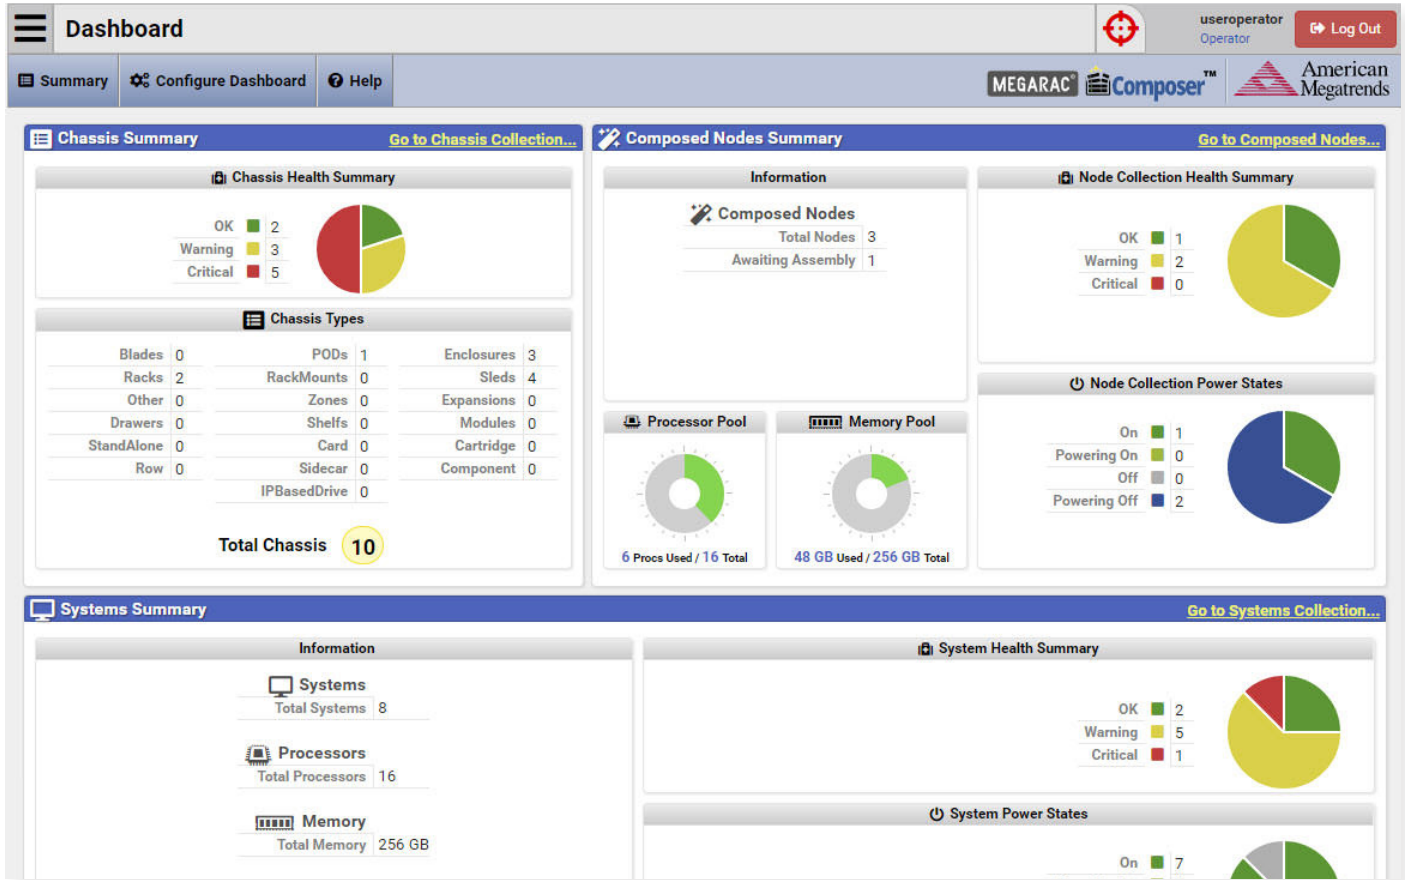 Dashboard
useroperator
Operator
Log Out
Summary
Configure Dashboard
Help
MEGARAC®
Composer™
American
Megatrends
Chassis Summary
Go to Chassis Collection...
Chassis Health Summary
OK 2
Warning 3
Critical 5
Chassis Types
Blades 0 PODs 1 Enclosures 3
Racks 2 RackMounts 0 Sleds 4
Other 0 Zones 0 Expansions 0
Drawers 0 Shelfs 0 Modules 0
StandAlone 0 Card 0 Cartridge 0
Row 0 Sidecar 0 Component 0
IPBasedDrive 0
Total Chassis 10
Composed Nodes Summary
Go to Composed Nodes...
Information
Composed Nodes
Total Nodes 3
Awaiting Assembly 1
Processor Pool
6 Procs Used / 16 Total
Memory Pool
48 GB Used / 256 GB Total
Node Collection Health Summary
OK 1
Warning 2
Critical 0
Node Collection Power States
On 1
Powering On 0
Off 0
Powering Off 2
Systems Summary
Go to Systems Collection...
Information
Systems
Total Systems 8
Processors
Total Processors 16
Memory
Total Memory 256 GB
System Health Summary
OK 2
Warning 5
Critical 1
System Power States
On 7